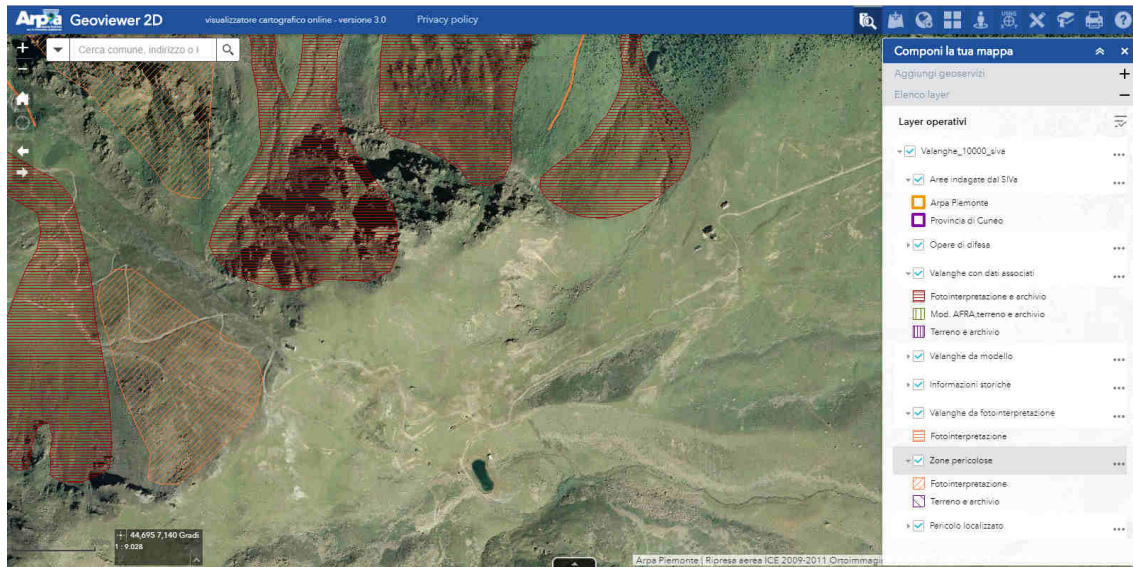 Arpa Geoviewer 2D visualizzatore cartografico online - versione 3.0 Privacy policy
Cerca comune, indirizzo o l
Componi la tua mappa
Aggiungi geoservizi
Elenco layer
Layer operativi
Valanghe_10000_siva
Aree indagate dal SIVa
Arpa Piemonte
Provincia di Cuneo
Opere di difesa
Valanghe con dati associati
Fotointerpretazione e archivio
Mod. AFRA,terreno e archivio
Terreno e archivio
Valanghe da modello
Informazioni storiche
Valanghe da fotointerpretazione
Fotointerpretazione
Zone pericolose
Fotointerpretazione
Terreno e archivio
Pericolo localizzato
44,695 7,140 Gradi
1 : 9.028
Arpa Piemonte | Ripresa aerea ICE 2009-2011 Ortoimmagi